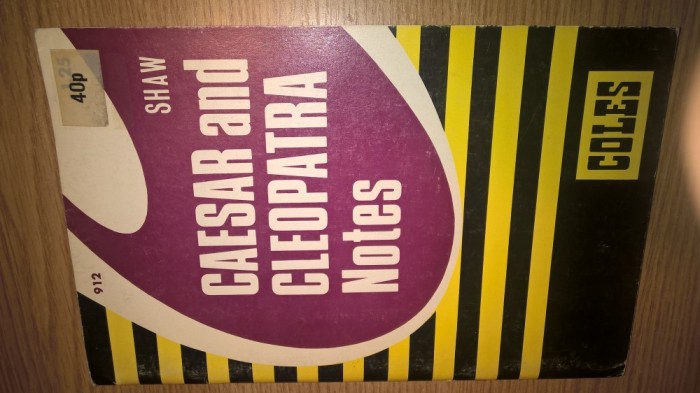 COLES
40p
SHAW
CAESAR and
CLEOPATRA
Notes
912